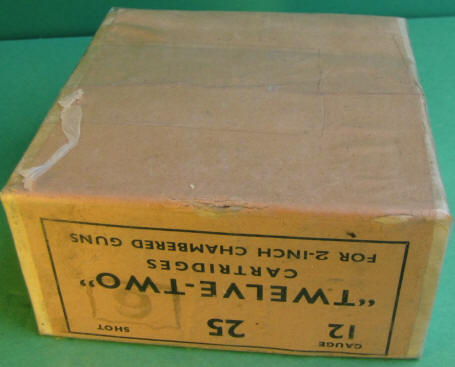 GAUGE SHOT
12 25
"TWELVE-TWO"
CARTRIDGES
FOR 2-INCH CHAMBERED GUNS